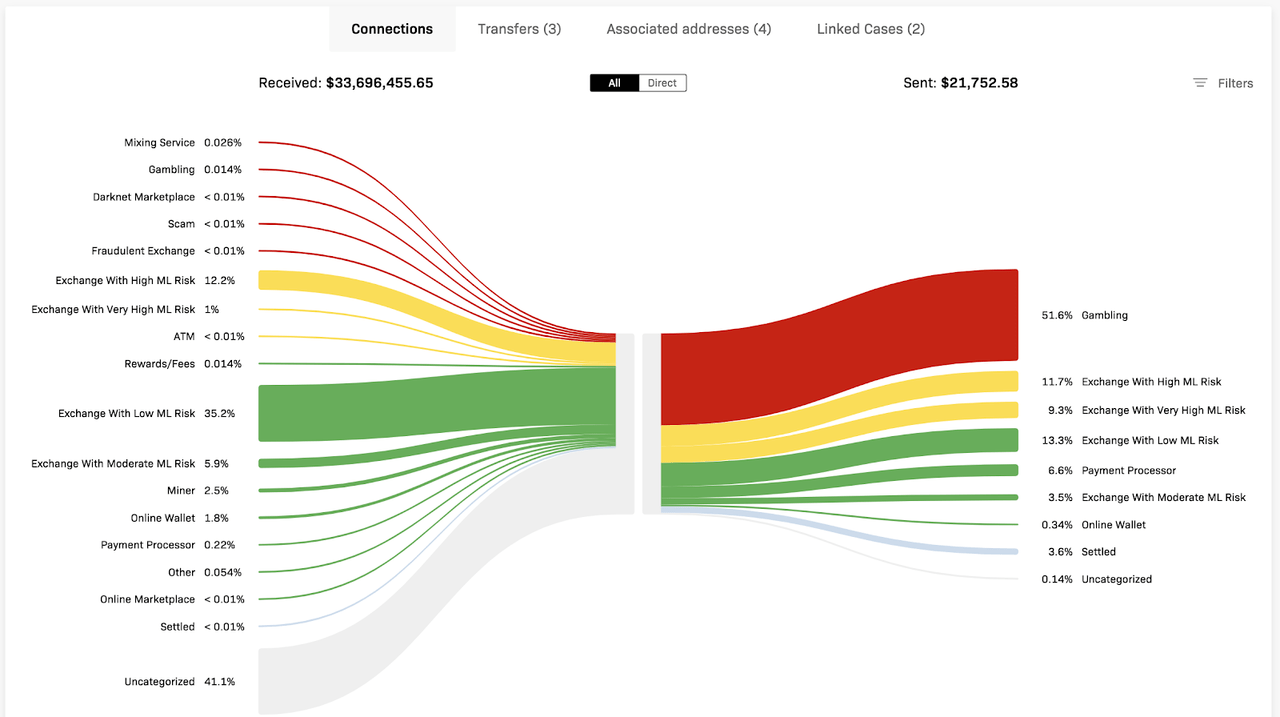 Connections Transfers (3) Associated addresses (4) Linked Cases (2)
Received: $33,696,455.65 All Direct Sent: $21,752.58 Filters
Mixing Service 0.026%
Gambling 0.014%
Darknet Marketplace < 0.01%
Scam < 0.01%
Fraudulent Exchange < 0.01%
Exchange With High ML Risk 12.2%
Exchange With Very High ML Risk 1%
ATM < 0.01%
Rewards/Fees 0.014%
Exchange With Low ML Risk 35.2%
Exchange With Moderate ML Risk 5.9%
Miner 2.5%
Online Wallet 1.8%
Payment Processor 0.22%
Other 0.054%
Online Marketplace < 0.01%
Settled < 0.01%
Uncategorized 41.1%
51.6% Gambling
11.7% Exchange With High ML Risk
9.3% Exchange With Very High ML Risk
13.3% Exchange With Low ML Risk
6.6% Payment Processor
3.5% Exchange With Moderate ML Risk
0.34% Online Wallet
3.6% Settled
0.14% Uncategorized